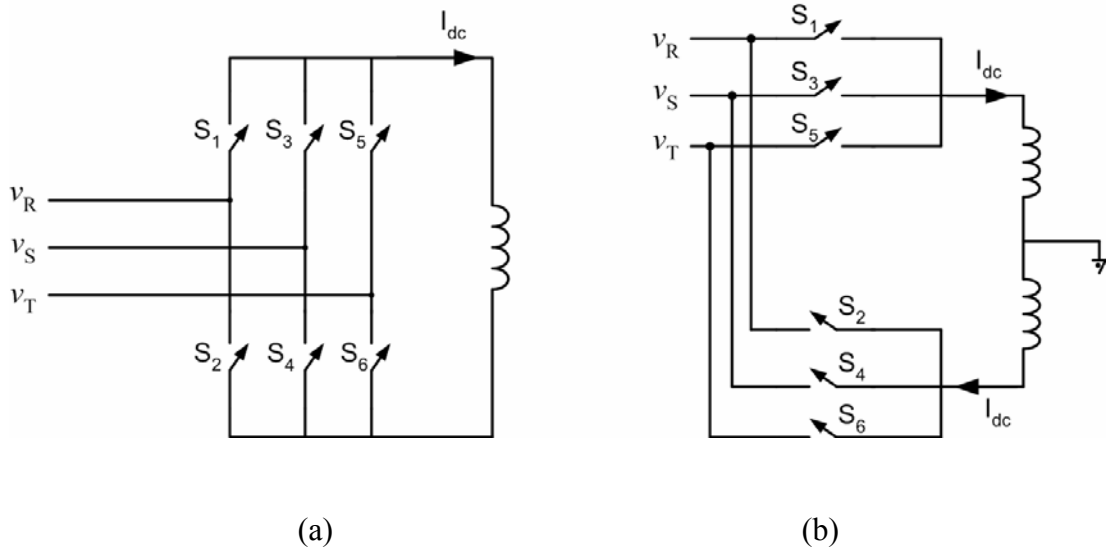 I_dc
S_1 S_3 S_5
v_R
v_S
v_T
S_2 S_4 S_6
(a)
S_1
v_R
I_dc
S_3
v_S
S_5
v_T
S_2
S_4
I_dc
S_6
(b)